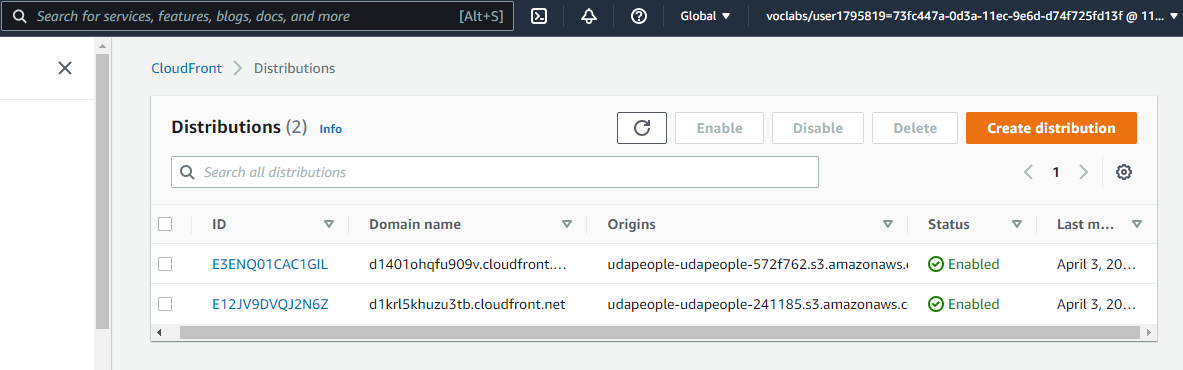 Search for services, features, blogs, docs, and more [Alt+S] Global voclabs/user1795819=73fc447a-0d3a-11ec-9e6d-d74f725fd13f @ 11...
CloudFront Distributions
Distributions (2) Info Enable Disable Delete Create distribution
Search all distributions 1
ID Domain name Origins Status Last m...
E3ENQ01CAC1GIL d1401ohqfu909v.cloudfront.... udapeople-udapeople-572f762.s3.amazonaws. Enabled April 3, 20...
E12JV9DVQJ2N6Z d1krl5khuzu3tb.cloudfront.net udapeople-udapeople-241185.s3.amazonaws.c Enabled April 3, 20...